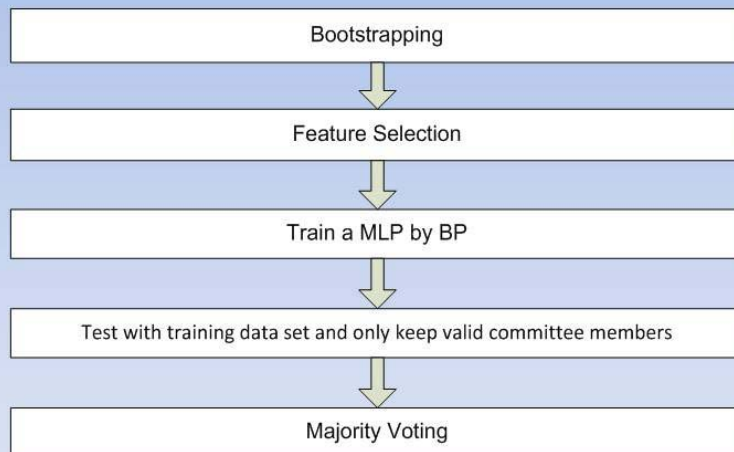 Bootstrapping
Feature Selection
Train a MLP by BP
Test with training data set and only keep valid committee members
Majority Voting